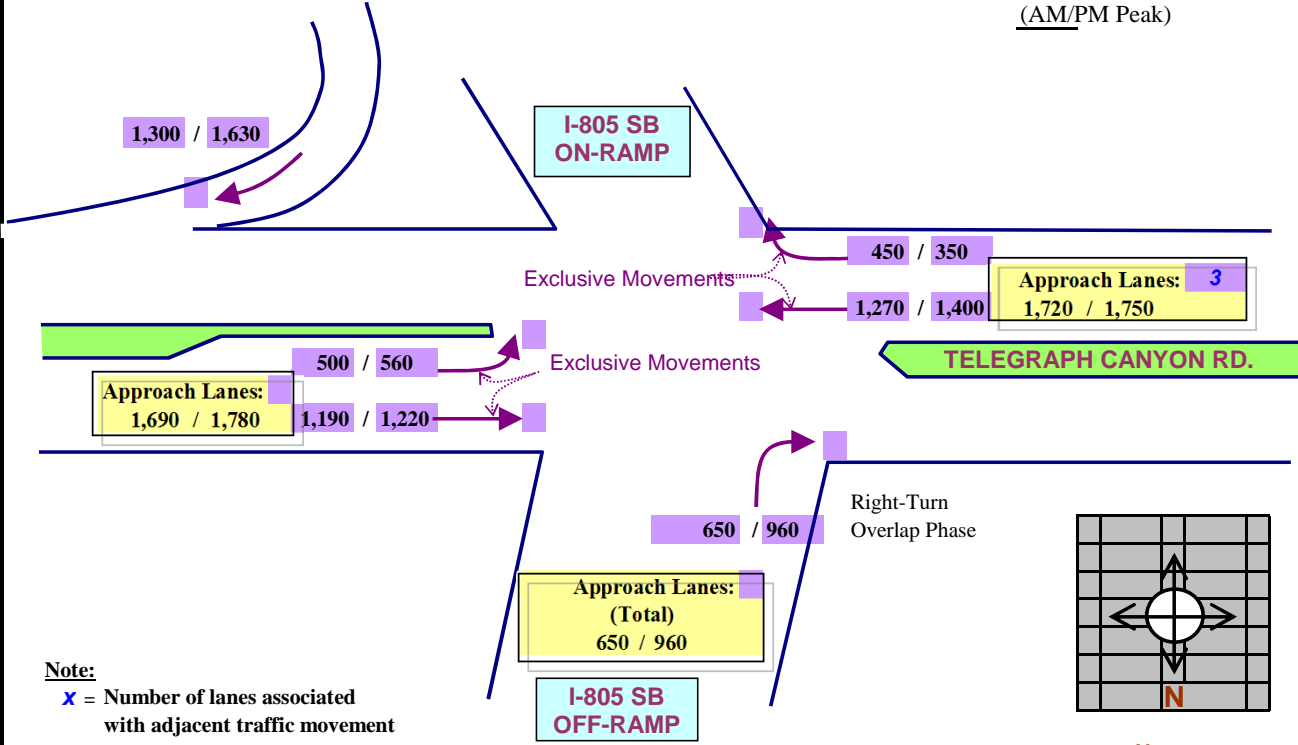 (AM/PM Peak)
I-805 SB
ON-RAMP
1,300 / 1,630
450 / 350
Exclusive Movements
Approach Lanes: 3
1,270 / 1,400
1,720 / 1,750
500 / 560
Exclusive Movements
TELEGRAPH CANYON RD.
Approach Lanes:
1,690 / 1,780
1,190 / 1,220
Right-Turn
Overlap Phase
650 / 960
Approach Lanes:
(Total)
650 / 960
Note:
x = Number of lanes associated
with adjacent traffic movement
I-805 SB
OFF-RAMP
N